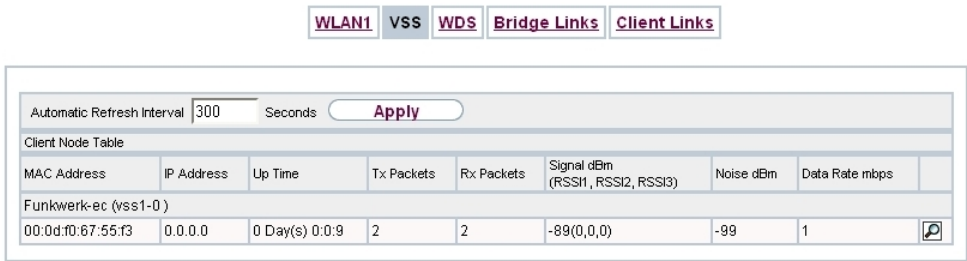 WLAN1 VSS WDS Bridge Links Client Links
Automatic Refresh Interval 300 Seconds Apply
Client Node Table
MAC Address IP Address Up Time Tx Packets Rx Packets Signal dBm (RSSI1, RSSI2, RSSI3) Noise dBm Data Rate mbps
Funkwerk-ec (vss1-0 )
00:0d:f0:67:55:f3 0.0.0.0 0 Day(s) 0:0:9 2 2 -89(0,0,0) -99 1